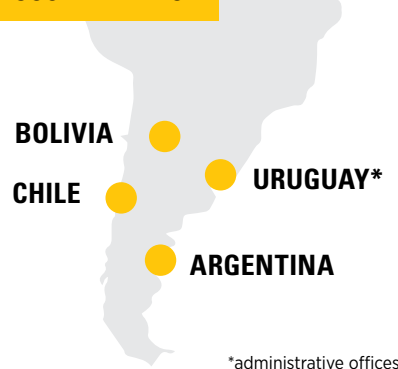 BOLIVIA
URUGUAY*
CHILE
ARGENTINA
*administrative offices